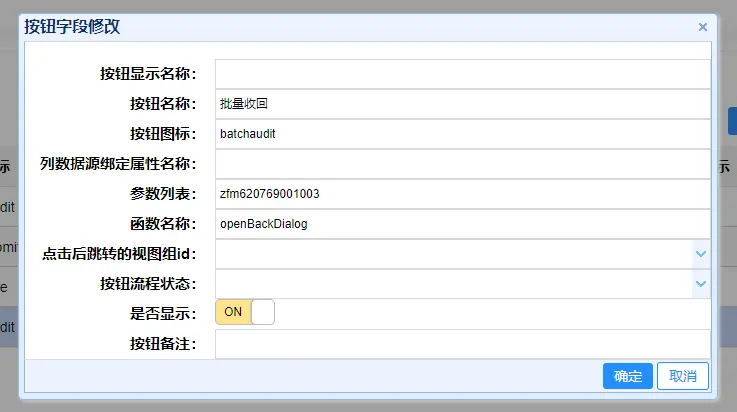 按钮字段修改
按钮显示名称：
按钮名称： 批量收回
按钮图标： batchaudit
列数据源绑定属性名称：
参数列表： zfm620769001003
函数名称： openBackDialog
点击后跳转的视图组id：
按钮流程状态：
是否显示： ON
按钮备注：
确定 取消
标
示
dit
omi
e
dit